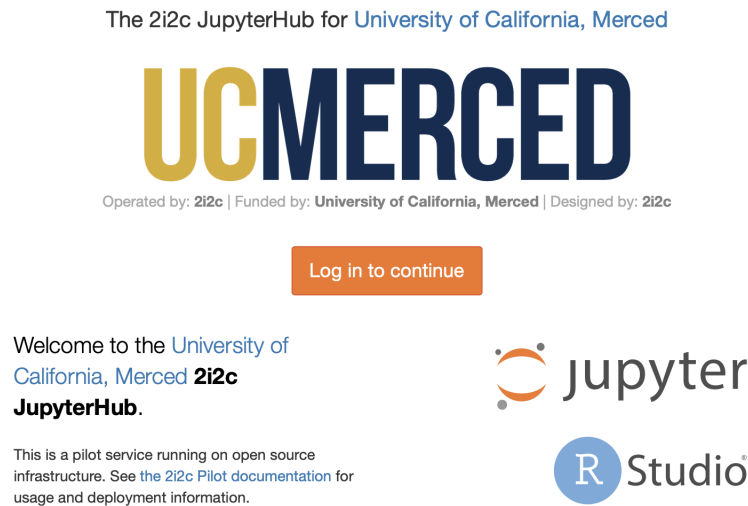 The 2i2c JupyterHub for University of California, Merced
UCMERCED
Operated by: 2i2c | Funded by: University of California, Merced | Designed by: 2i2c
Log in to continue
Welcome to the University of
California, Merced 2i2c
JupyterHub.
This is a pilot service running on open source
infrastructure. See the 2i2c Pilot documentation for
usage and deployment information.
jupyter
R Studio®